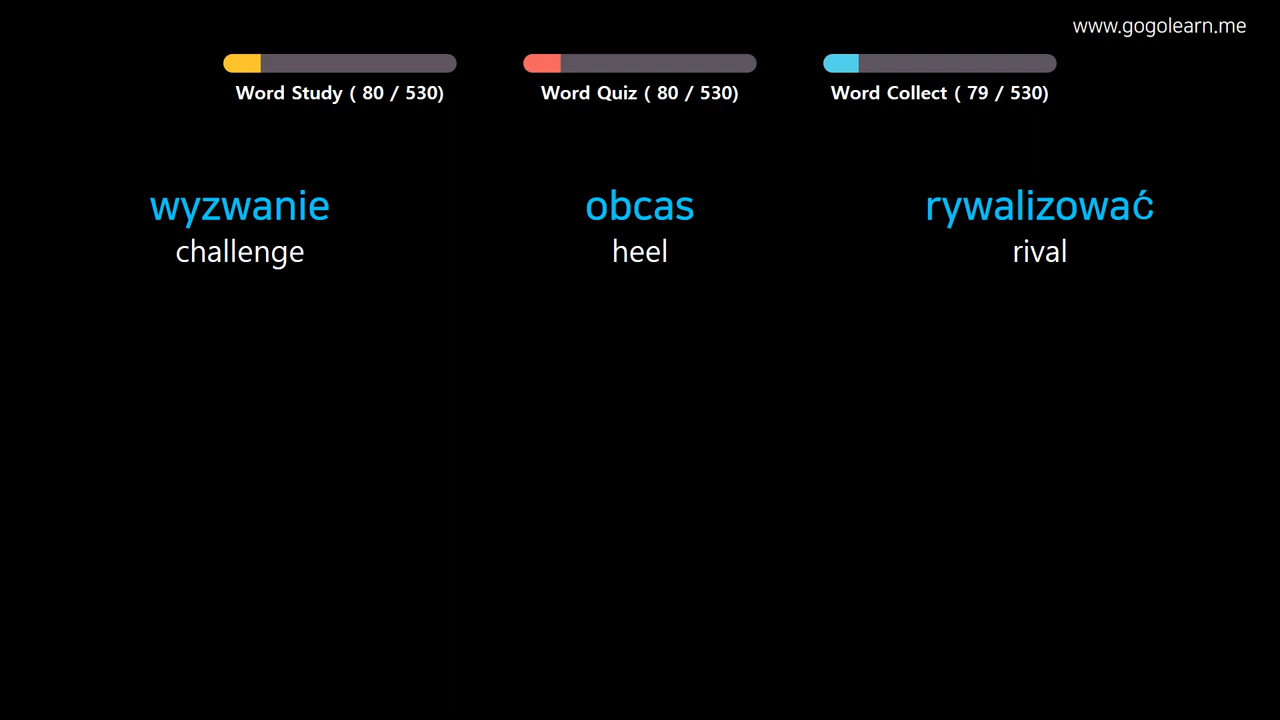 www.gogolearn.me
Word Study ( 80 / 530)
Word Quiz ( 80 / 530)
Word Collect ( 79 / 530)
wyzwanie
challenge
obcas
heel
rywalizować
rival